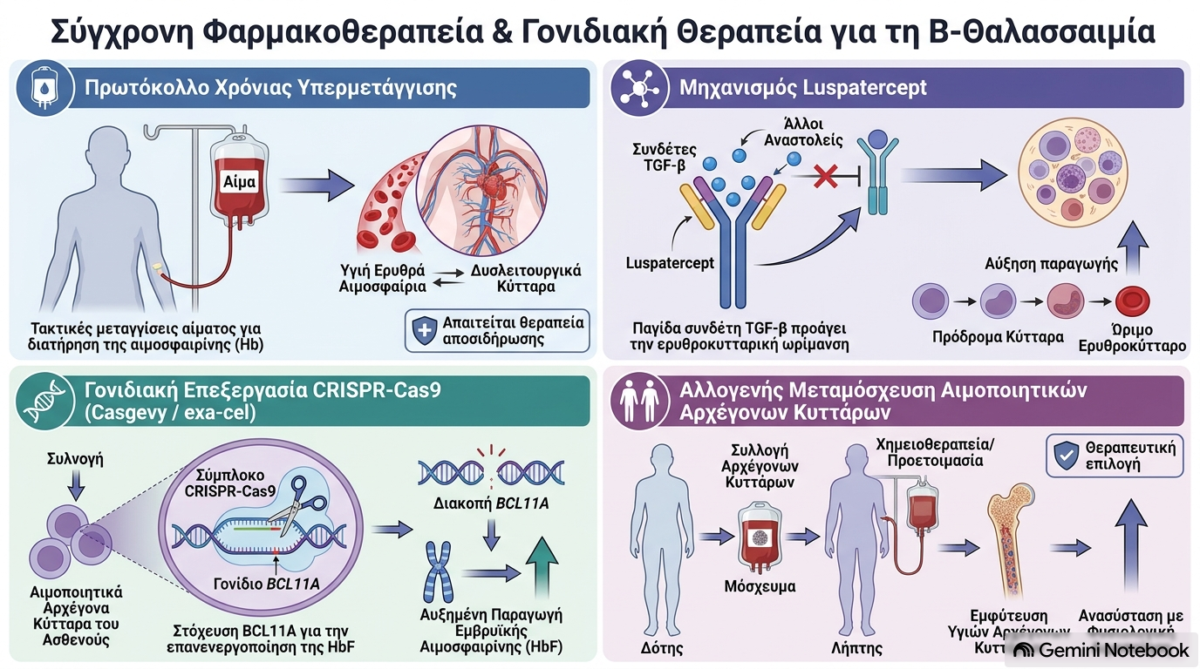 Σύγχρονη Φαρμακοθεραπεία & Γονιδιακή Θεραπεία για τη Β-Θαλασσαιμία
Πρωτόκολλο Χρόνιας Υπερμετάγγισης
Αίμα
Υγιή Ερυθρά
Αιμοσφαίρια
Δυσλειτουργικά
Κύτταρα
Τακτικές μεταγγίσεις αίματος για
διατήρηση της αιμοσφαιρίνης (Hb)
Απαιτείται θεραπεία
αποσιδήρωσης
Μηχανισμός Luspatercept
Συνδέτες
TGF-β
Άλλοι
Αναστολείς
Luspatercept
Παγίδα συνδέτη TGF-β προάγει
την ερυθροκυτταρική ωρίμανση
Αύξηση παραγωγής
Πρόδρομα Κύτταρα
Ώριμο
Ερυθροκύτταρο
Γονιδιακή Επεξεργασία CRISPR-Cas9
(Casgevy / exa-cel)
Συλνογή
Αιμοποιητικά
Αρχέγονα
Κύτταρα του
Ασθενούς
Σύμπλοκο
CRISPR-Cas9
Γονίδιο BCL11A
Στόχευση BCL11A για την
επανενεργοποίηση της HbF
Διακοπή BCL11A
Αυξημένη Παραγωγή
Εμβρυϊκής
Αιμοσφαιρίνης (HbF)
Αλλογενής Μεταμόσχευση Αιμοποιητικών
Αρχέγονων Κυττάρων
Δότης
Συλλογή
Αρχέγονων
Κυττάρων
Μόσχευμα
Χημειοθεραπεία/
Προετοιμασία
Λήπτης
Εμφύτευση
Υγιών Αρχέγονων
Θεραπευτική
επιλογή
Ανασύσταση με
Φυσιολογική
Gemini Notebook